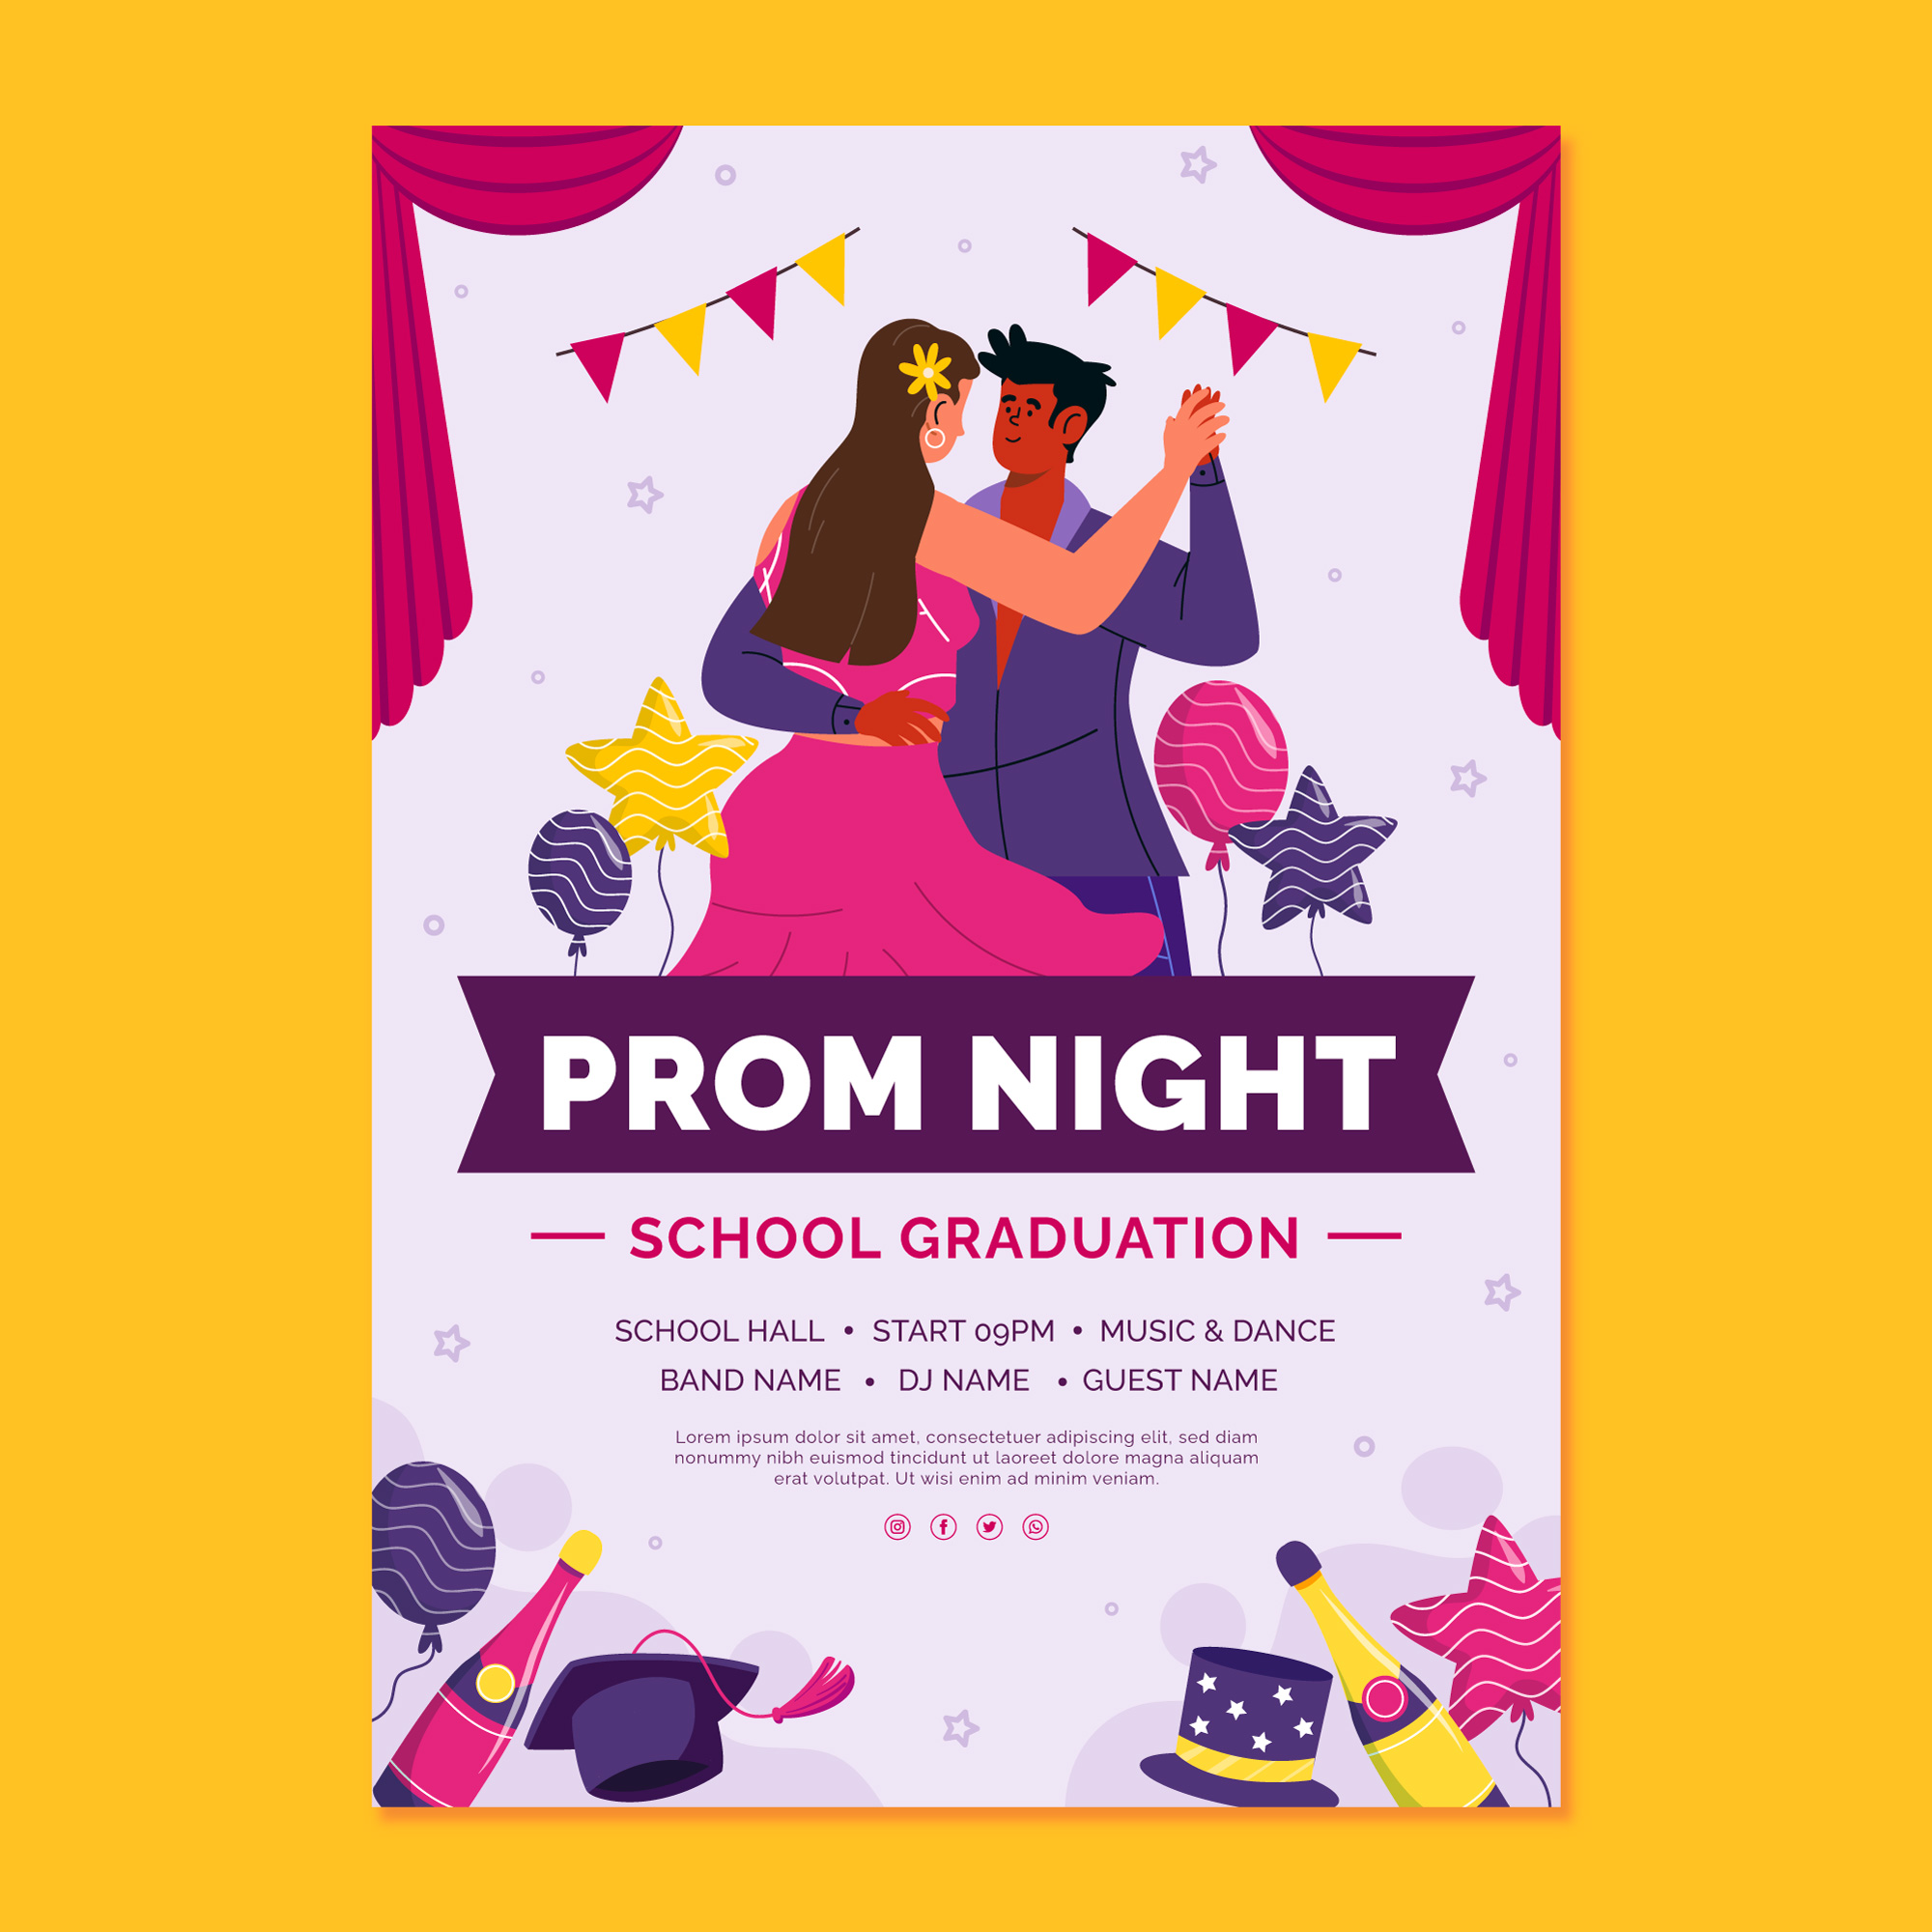 PROM NIGHT
SCHOOL GRADUATION
SCHOOL HALL • START 09PM • MUSIC & DANCE
BAND NAME • DJ NAME • GUEST NAME
Lorem ipsum dolor sit amet, consectetuer adipiscing elit, sed diam
nonummy nibh euismod tincidunt ut laoreet dolore magna aliquam
erat volutpat. Ut wisi enim ad minim veniam.